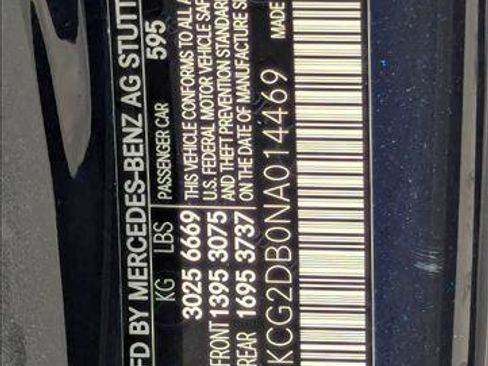 FD BY MERCEDES-BENZ AG STUTT
595
KG LBS PASSENGER CAR
3025 6669 THIS VEHICLE CONFORMS TO ALL
FRONT 1395 3075 U.S. FEDERAL MOTOR VEHICLE SAF
AND THEFT PREVENTION STANDAR
REAR 1695 3737 ON THE DATE OF MANUFACTURE S
KCG2DB0NA014469
MADE